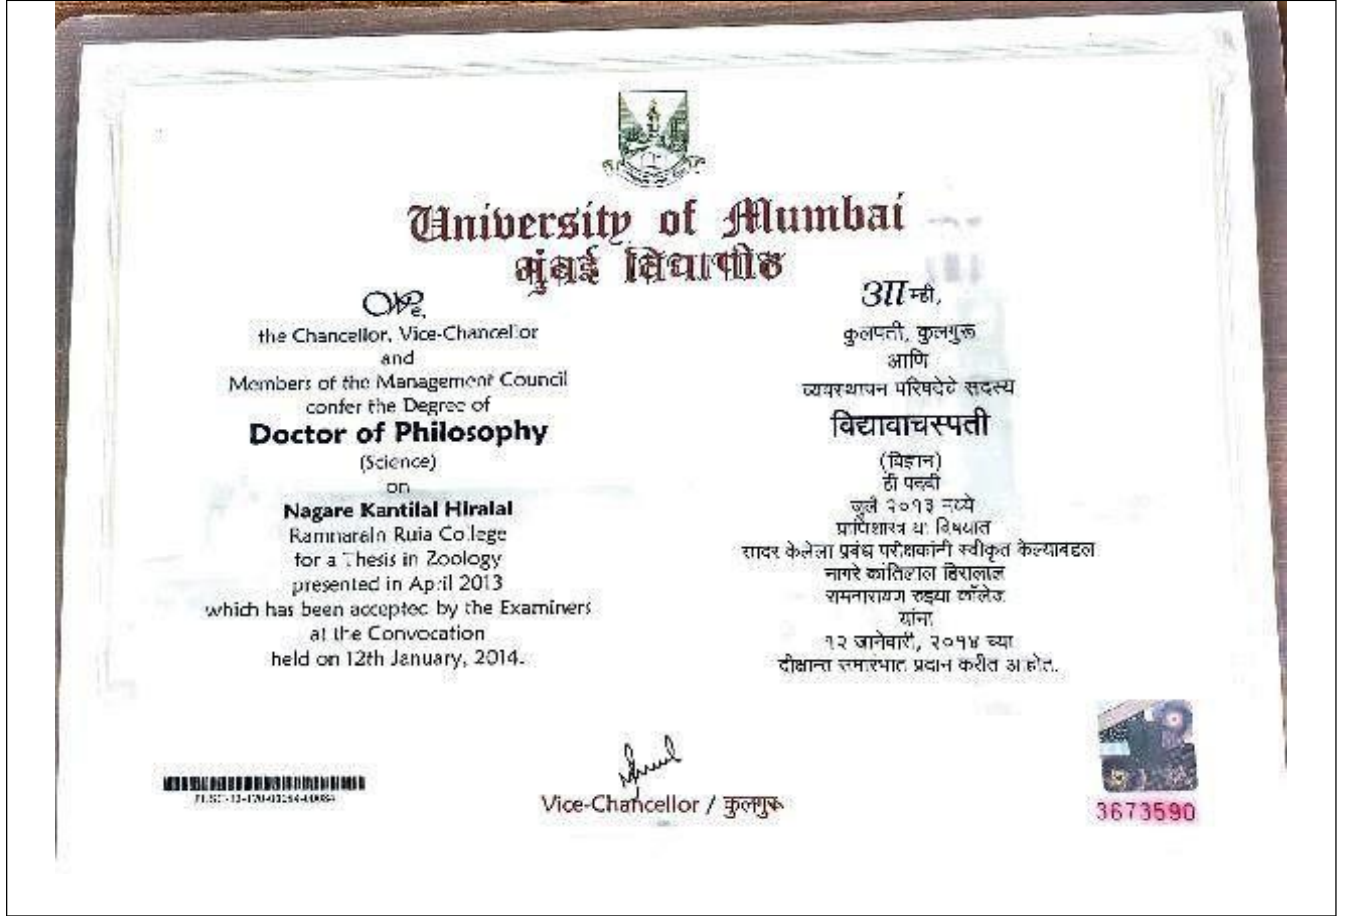 University of Mumbai
मुंबई विद्यापीठ
We,
the Chancellor, Vice-Chancellor
and
Members of the Management Council
confer the Degree of
Doctor of Philosophy
(Science)
on
Nagare Kantilal Hiralal
Ramnarain Ruia College
for a Thesis in Zoology
presented in April 2013
which has been accepted by the Examiners
at the Convocation
held on 12th January, 2014.
आम्ही,
कुलपती, कुलगुरू
आणि
व्यवस्थापन परिषदेचे सदस्य
विद्यावाचस्पती
(विज्ञान)
ही पदवी
जुलै २०१३ मध्ये
प्राणिशास्त्र या विषयात
सादर केलेला प्रबंध परीक्षकांनी स्वीकृत केल्याबद्दल
नागरे कांतिलाल हिरालाल
रामनारायण रुइया कॉलेज
यांना
१२ जानेवारी, २०१४ च्या
दीक्षान्त समारंभात प्रदान करीत आहोत.
Vice-Chancellor / कुलगुरू
3673590